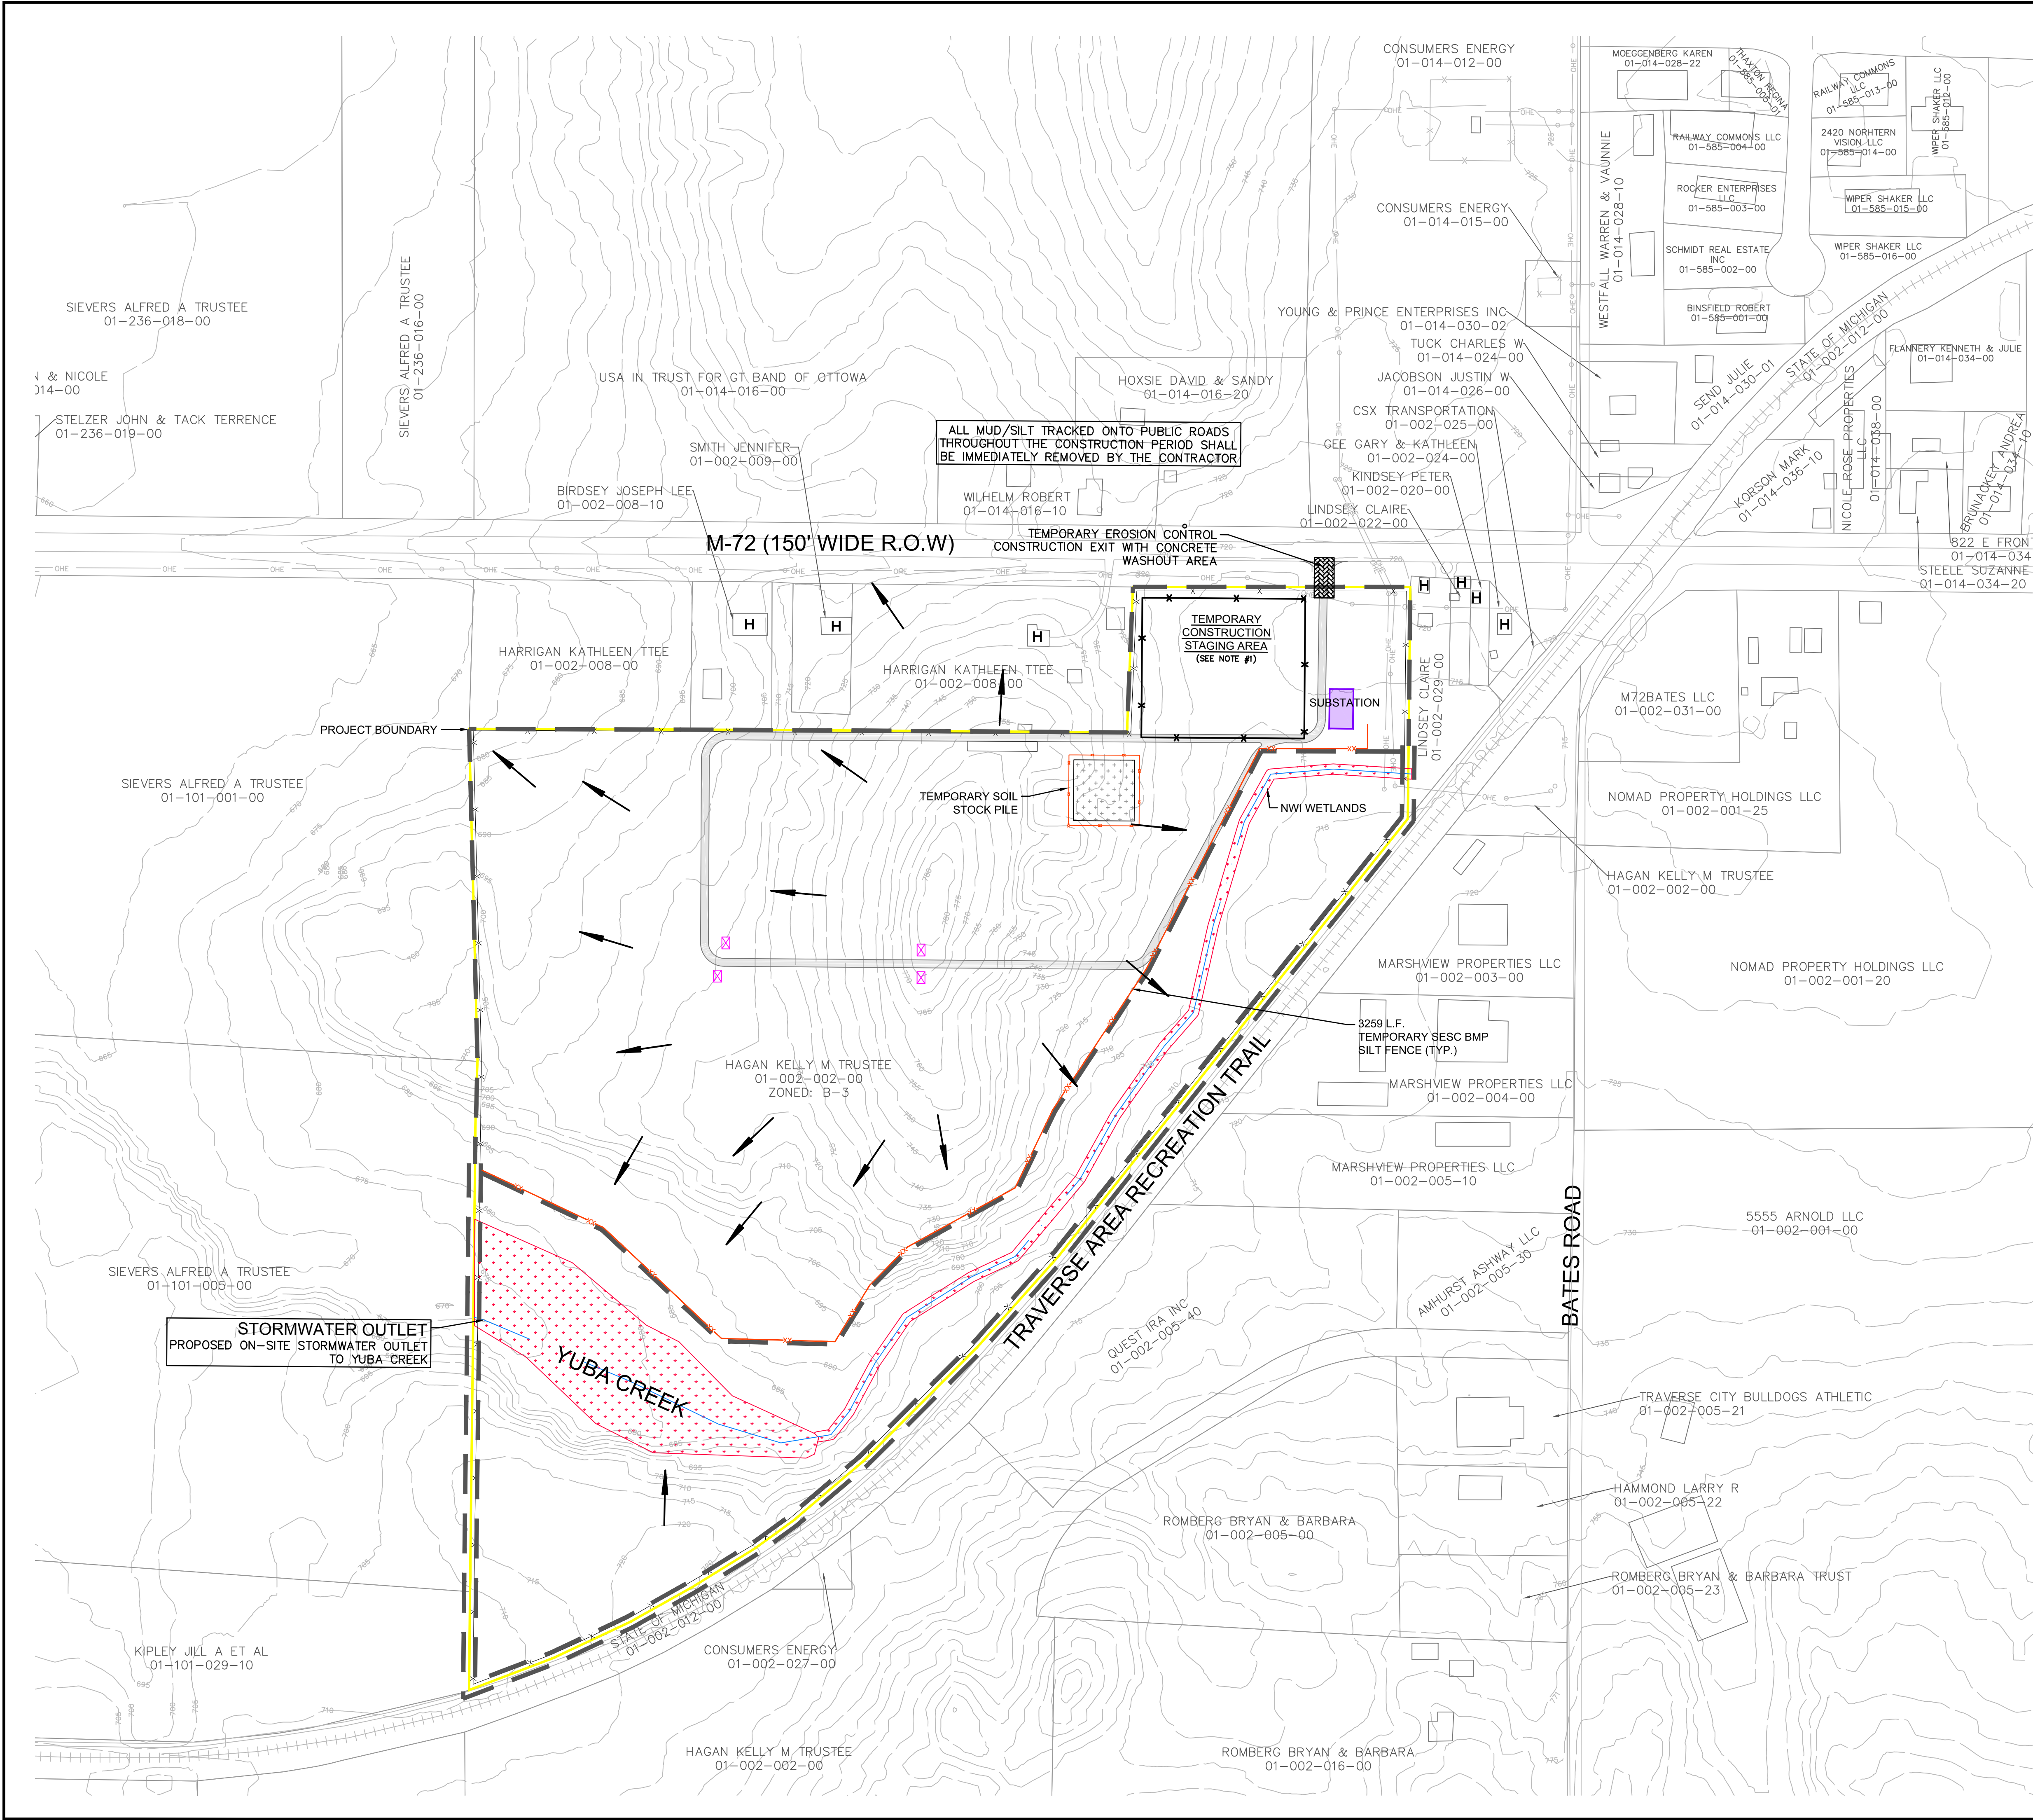 CONSUMERS ENERGY
01-014-012-00
MOEGGENBERG KAREN
01-014-028-22
THAXTON REGINA
01-585-006-01
RAILWAY COMMONS
LLC
01-585-013-00
WIPER SHAKER LLC
01-585-012-00
RAILWAY COMMONS LLC
01-585-004-00
2420 NORHTERN
VISION LLC
01-585-014-00
WESTFALL WARREN & VAUNNIE
01-014-028-10
ROCKER ENTERPRISES
LLC
01-585-003-00
WIPER SHAKER LLC
01-585-015-00
CONSUMERS ENERGY
01-014-015-00
SCHMIDT REAL ESTATE
INC
01-585-002-00
WIPER SHAKER LLC
01-585-016-00
SIEVERS ALFRED A TRUSTEE
01-236-018-00
SIEVERS ALFRED A TRUSTEE
01-236-016-00
YOUNG & PRINCE ENTERPRISES INC
01-014-030-02
BINSFIELD ROBERT
01-585-001-00
TUCK CHARLES W
01-014-024-00
STATE OF MICHIGAN
01-002-012-00
FLANNERY KENNETH & JULIE
01-014-034-00
SEND JULIE
01-014-030-01
N & NICOLE
014-00
USA IN TRUST FOR GT BAND OF OTTOWA
01-014-016-00
HOXSIE DAVID & SANDY
01-014-016-20
JACOBSON JUSTIN W
01-014-026-00
STELZER JOHN & TACK TERRENCE
01-236-019-00
CSX TRANSPORTATION
01-002-025-00
NICOLE ROSE PROPERTIES
LLC
01-014-038-00
ALL MUD/SILT TRACKED ONTO PUBLIC ROADS
THROUGHOUT THE CONSTRUCTION PERIOD SHALL
BE IMMEDIATELY REMOVED BY THE CONTRACTOR
SMITH JENNIFER
01-002-009-00
GEE GARY & KATHLEEN
01-002-024-00
KORSON MARK
01-014-036-10
BRUNACKEY ANDREA
01-014-034-10
BIRDSEY JOSEPH LEE
01-002-008-10
WILHELM ROBERT
01-014-016-10
KINDSEY PETER
01-002-020-00
LINDSEY CLAIRE
01-002-022-00
M-72 (150' WIDE R.O.W)
TEMPORARY EROSION CONTROL
CONSTRUCTION EXIT WITH CONCRETE
WASHOUT AREA
822 E FRONT
01-014-034
STEELE SUZANNE
01-014-034-20
H
H
H
H
H
H
H
TEMPORARY
CONSTRUCTION
STAGING AREA
(SEE NOTE #1)
HARRIGAN KATHLEEN TTEE
01-002-008-00
HARRIGAN KATHLEEN TTEE
01-002-008-00
LINDSEY CLAIRE
01-002-029-00
SUBSTATION
M72BATES LLC
01-002-031-00
PROJECT BOUNDARY
SIEVERS ALFRED A TRUSTEE
01-101-001-00
TEMPORARY SOIL
STOCK PILE
NWI WETLANDS
NOMAD PROPERTY HOLDINGS LLC
01-002-001-25
HAGAN KELLY M TRUSTEE
01-002-002-00
MARSHVIEW PROPERTIES LLC
01-002-003-00
NOMAD PROPERTY HOLDINGS LLC
01-002-001-20
3259 L.F.
TEMPORARY SESC BMP
SILT FENCE (TYP.)
HAGAN KELLY M TRUSTEE
01-002-002-00
ZONED: B-3
MARSHVIEW PROPERTIES LLC
01-002-004-00
TRAVERSE AREA RECREATION TRAIL
MARSHVIEW PROPERTIES LLC
01-002-005-10
BATES ROAD
5555 ARNOLD LLC
01-002-001-00
SIEVERS ALFRED A TRUSTEE
01-101-005-00
AMHURST ASHWAY LLC
01-002-005-30
STORMWATER OUTLET
PROPOSED ON-SITE STORMWATER OUTLET
TO YUBA CREEK
YUBA CREEK
QUEST IRA INC
01-002-005-40
TRAVERSE CITY BULLDOGS ATHLETIC
01-002-005-21
HAMMOND LARRY R
01-002-005-22
ROMBERG BRYAN & BARBARA
01-002-005-00
ROMBERG BRYAN & BARBARA TRUST
01-002-005-23
STATE OF MICHIGAN
01-002-012-00
KIPLEY JILL A ET AL
01-101-029-10
CONSUMERS ENERGY
01-002-027-00
HAGAN KELLY M TRUSTEE
01-002-002-00
ROMBERG BRYAN & BARBARA
01-002-016-00